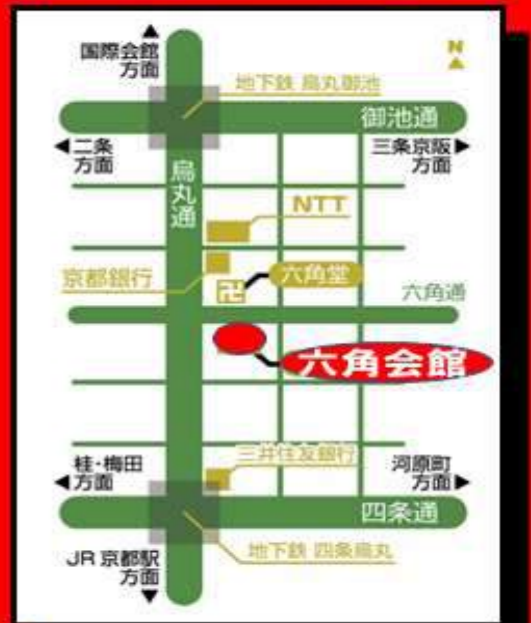 国際会館
方面
N
地下鉄 烏丸御池
御池通
二条
方面
三条京阪
方面
烏丸通
NTT
京都銀行
六角堂
卍
六角通
六角会館
桂・梅田
方面
三井住友銀行
河原町
方面
四条通
JR 京都駅
方面
地下鉄 四条烏丸